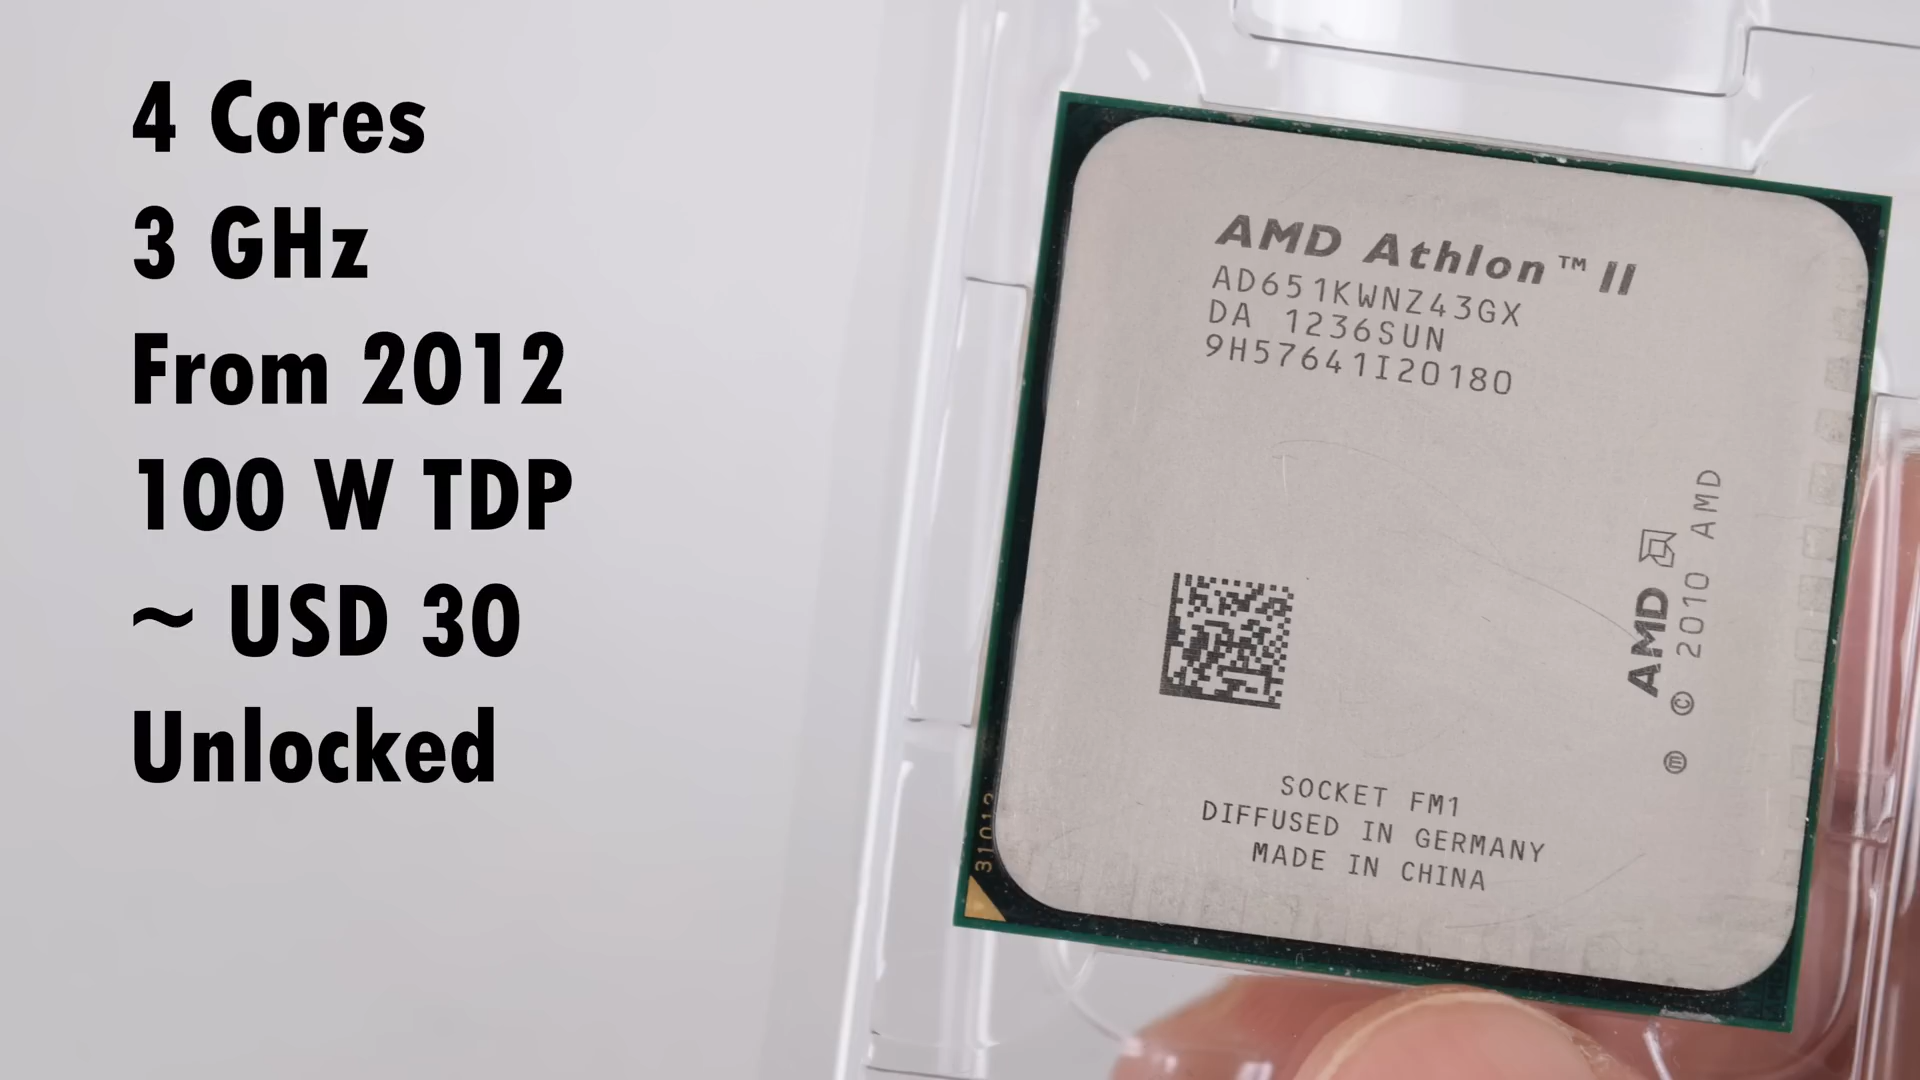 4 Cores
3 GHz
From 2012
100 W TDP
~ USD 30
Unlocked
AMD Athlon™ II
AD651KWNZ43GX
DA 1236SUN
9H57641I20180
AMD
ⓜ © 2010 AMD
SOCKET FM1
DIFFUSED IN GERMANY
MADE IN CHINA